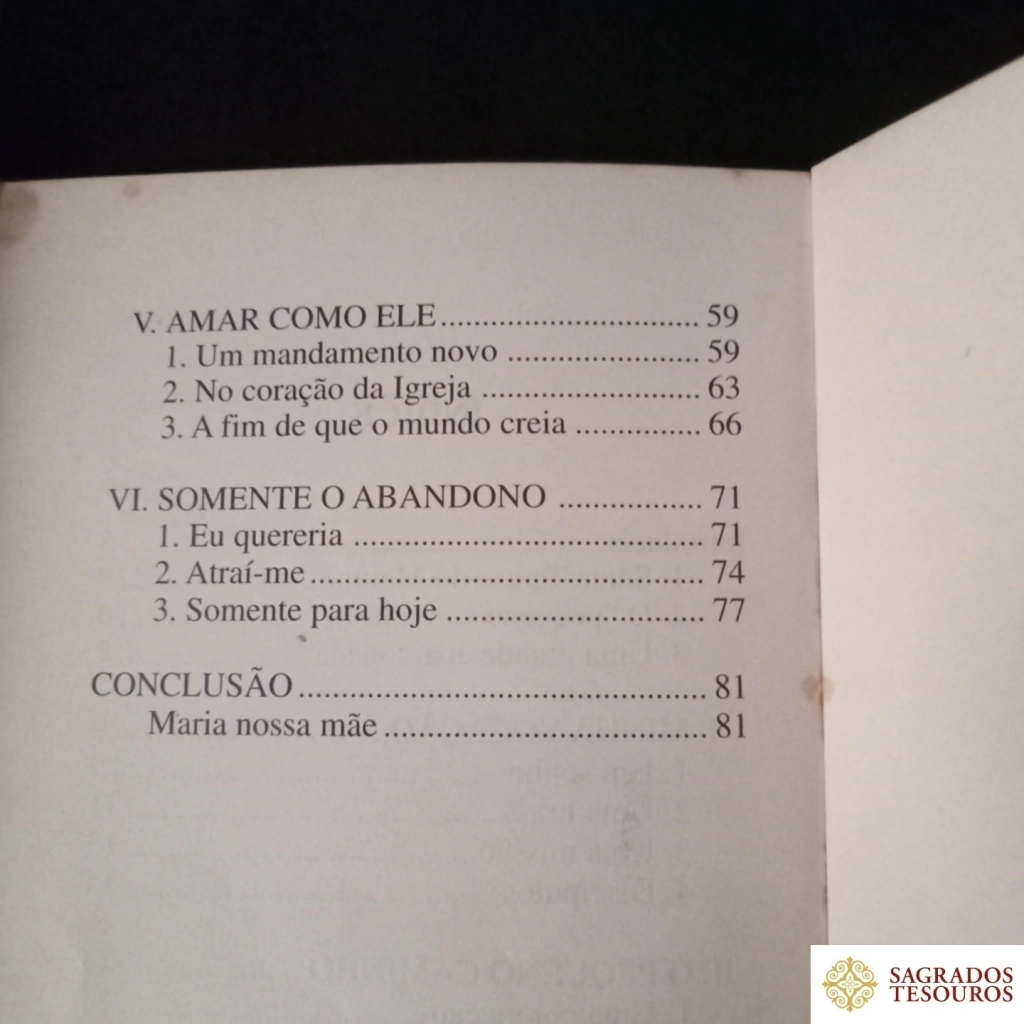 V. AMAR COMO ELE............................... 59
1. Um mandamento novo ....................... 59
2. No coração da Igreja .......................... 63
3. A fim de que o mundo creia ............... 66
VI. SOMENTE O ABANDONO ................. 71
1. Eu quereria .......................................... 71
2. Atraí-me................................................ 74
3. Somente para hoje ............................... 77
CONCLUSÃO.................................................. 81
Maria nossa mãe ....................................... 81
SAGRADOS
TESOUROS